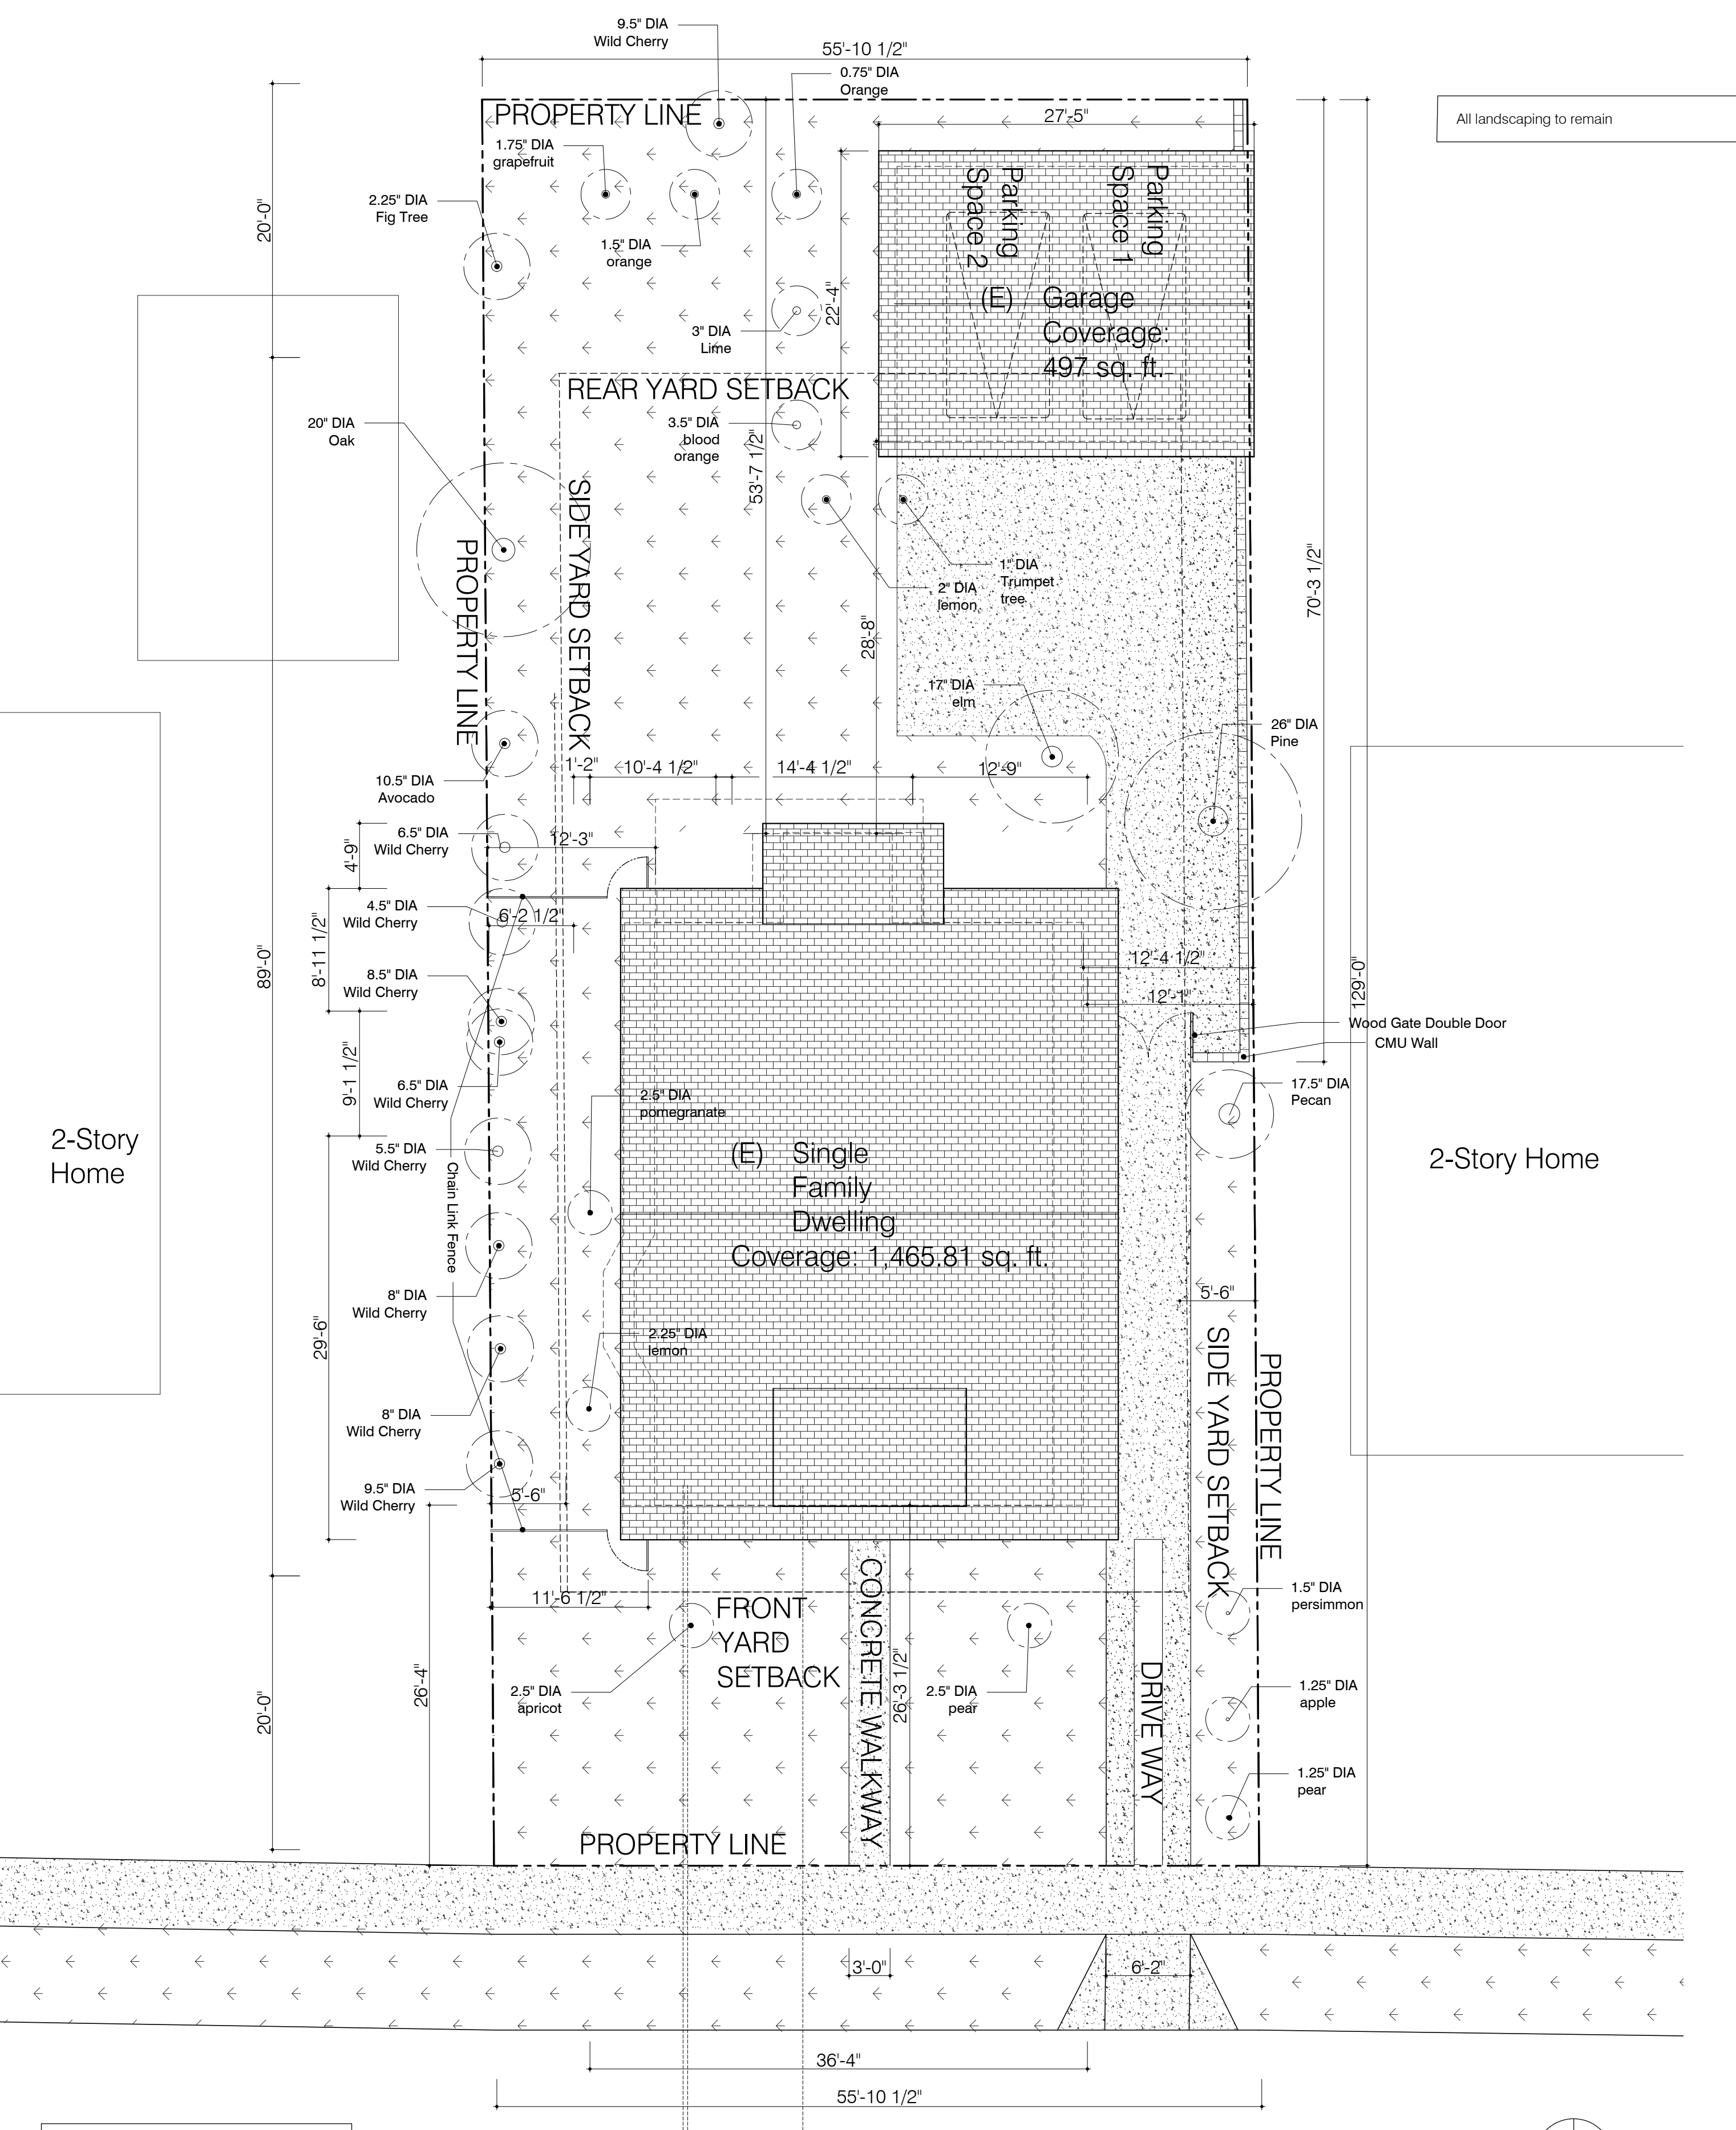 9.5" DIA
Wild Cherry
55'-10 1/2"
0.75" DIA
Orange
PROPERTY LINE
27'-5"
All landscaping to remain
1.75" DIA
grapefruit
Parking
Space 2
Parking
Space 1
2.25" DIA
Fig Tree
20'-0"
1.5" DIA
orange
22'-4"
(E) Garage
Coverage:
497 sq. ft.
3" DIA
Lime
REAR YARD SETBACK
20" DIA
Oak
3.5" DIA
blood
orange
53'-7 1/2"
SIDE YARD SETBACK
PROPERTY LINE
1" DIA
Trumpet
tree
2" DIA
lemon
70'-3 1/2"
28'-8"
17" DIA
elm
26" DIA
Pine
1'-2"
10'-4 1/2"
14'-4 1/2"
12'-9"
10.5" DIA
Avocado
6.5" DIA
Wild Cherry
12'-3"
4'-9"
4.5" DIA
Wild Cherry
6'-2 1/2"
8'-11 1/2"
89'-0"
12'-4 1/2"
129'-0"
8.5" DIA
Wild Cherry
12'-1"
Wood Gate Double Door
CMU Wall
9'-1 1/2"
6.5" DIA
Wild Cherry
2.5" DIA
pomegranate
17.5" DIA
Pecan
2-Story
Home
5.5" DIA
Wild Cherry
Chain Link Fence
(E) Single
Family
Dwelling
Coverage: 1,465.81 sq. ft.
2-Story Home
8" DIA
Wild Cherry
5'-6"
29'-6"
2.25" DIA
lemon
SIDE YARD SETBACK
PROPERTY LINE
8" DIA
Wild Cherry
9.5" DIA
Wild Cherry
5'-6"
11'-6 1/2"
FRONT
YARD
SETBACK
CONCRETE WALKWAY
1.5" DIA
persimmon
26'-4"
20'-0"
2.5" DIA
apricot
26'-3 1/2"
2.5" DIA
pear
DRIVE WAY
1.25" DIA
apple
1.25" DIA
pear
PROPERTY LINE
3'-0"
6'-2"
36'-4"
55'-10 1/2"